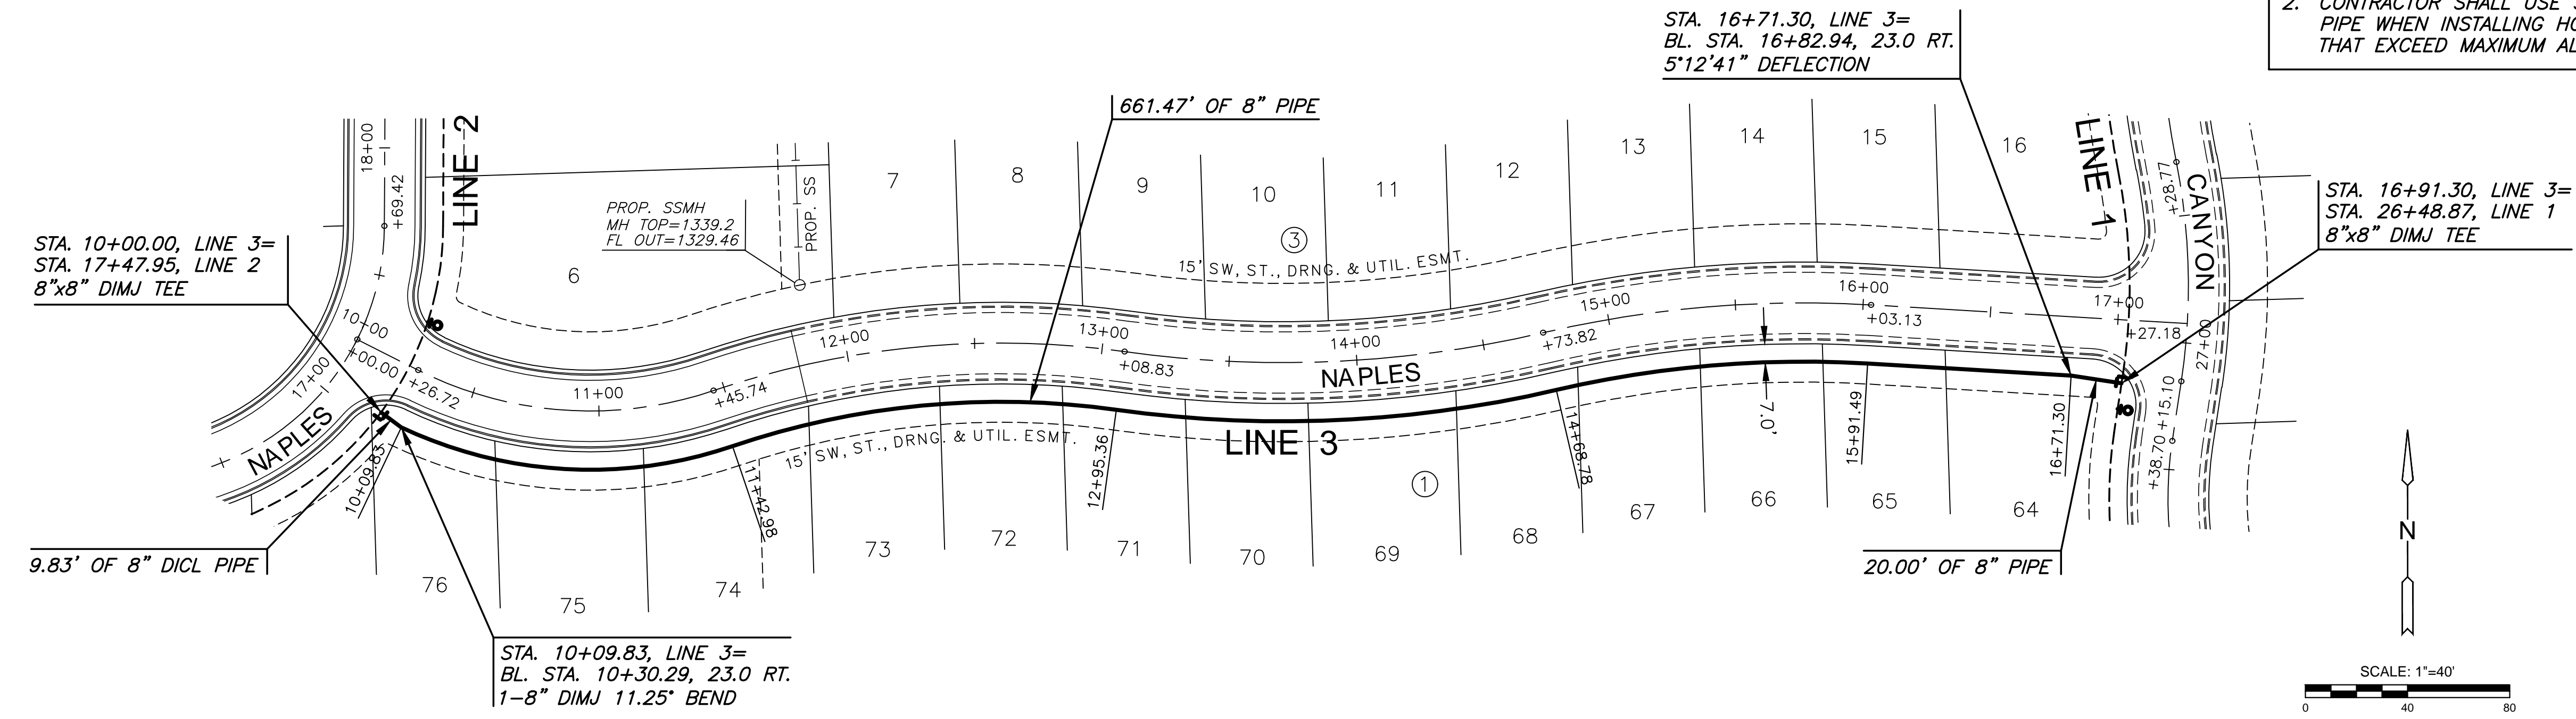 STA. 16+71.30, LINE 3=
BL. STA. 16+82.94, 23.0 RT.
5°12'41" DEFLECTION
2. CONTRACTOR SHALL USE
PIPE WHEN INSTALLING
THAT EXCEED MAXIMUM
661.47' OF 8" PIPE
18+00
+69.42
LINE 2
PROP. SSMH
MH TOP=1339.2
FL OUT=1329.46
PROP. SS
6
7
8
9
10
11
12
13
14
15
16
3
15' SW, ST., DRNG. & UTIL. ESMT.
LINE 1
+28.77
CANYON
STA. 16+91.30, LINE 3=
STA. 26+48.87, LINE 1
8"x8" DIMJ TEE
STA. 10+00.00, LINE 3=
STA. 17+47.95, LINE 2
8"x8" DIMJ TEE
10+00
+00.00
+26.72
17+00
NAPLES
11+00
+45.74
12+00
13+00
+08.83
14+00
NAPLES
+73.82
15+00
16+00
+03.13
17+00
+27.18
27+00
+15.10
+38.70
7.0'
LINE 3
15' SW, ST., DRNG. & UTIL. ESMT.
10+09.83
11+42.98
12+95.36
14+68.78
15+91.49
16+71.30
1
76
75
74
73
72
71
70
69
68
67
66
65
64
9.83' OF 8" DICL PIPE
20.00' OF 8" PIPE
STA. 10+09.83, LINE 3=
BL. STA. 10+30.29, 23.0 RT.
1-8" DIMJ 11.25° BEND
N
SCALE: 1"=40'
0 40 80